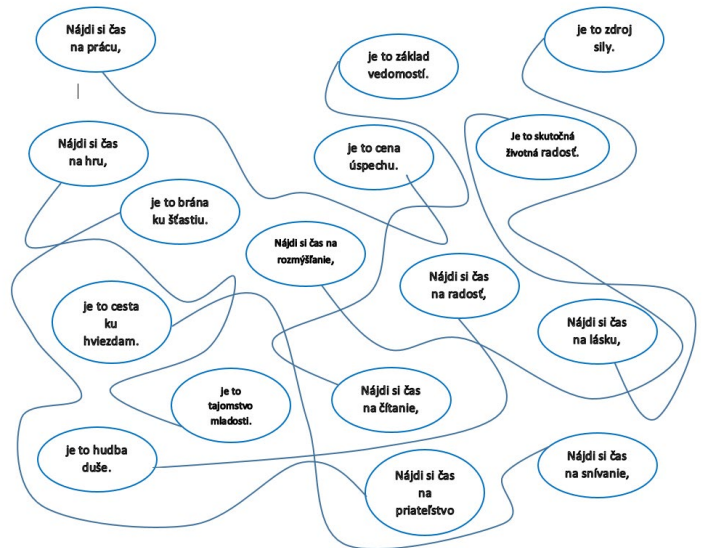 Nájdi si čas
na prácu,
je to základ
vedomostí.
je to zdroj
sily.
Nájdi si čas
na hru,
je to cena
úspechu.
Je to skutočná
životná radosť.
je to brána
ku šťastiu.
Nájdi si čas na
rozmýšľanie,
Nájdi si čas
na radosť,
je to cesta
ku
hviezdam.
Nájdi si čas
na lásku,
je to
tajomstvo
mladosti.
Nájdi si čas
na čítanie,
je to hudba
duše.
Nájdi si čas
na
priateľstvo
Nájdi si čas
na snívanie,